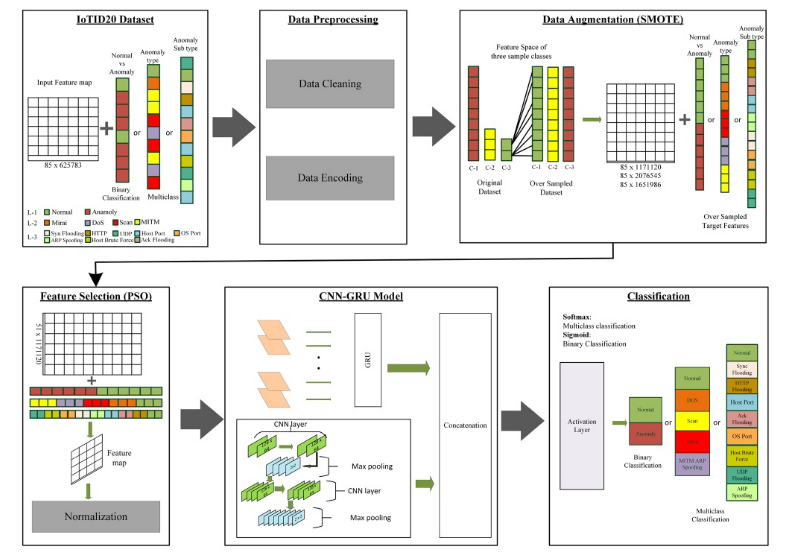 IoTID20 Dataset
Input Feature map
85 x 625783
Normal
vs
Anomaly
or
Anomaly
type
or
Anomaly
Sub type
Binary
Classification
Multiclass
L-1 Normal Anamoly
L-2 Mirai DoS Scan MITM
L-3 Syn Flooding HTTP UDP Host Port OS Port
ARP Spoofing Host Brute Force Ack Flooding
Data Preprocessing
Data Cleaning
Data Encoding
Data Augmentation (SMOTE)
Feature Space of
three sample classes
C-1 C-2 C-3
Original
Dataset
C-1 C-2 C-3
Over Sampled
Dataset
85 x 1171120
85 x 2076545
85 x 1651986
Normal
vs
Anomaly
or
Anomaly
type
or
Anomaly
Sub type
Over Sampled
Target Features
Feature Selection (PSO)
51 x 1171120
Feature
map
Normalization
CNN-GRU Model
GRU
CNN layer
Max pooling
CNN layer
Max pooling
Concatenation
Classification
Softmax:
Multiclass classification
Sigmoid:
Binary Classification
Activation
Layer
Normal
Anomaly
Binary
Classification
or
Normal
DOS
Scan
MITM ARP
Spoofing
or
Normal
Sync
Flooding
HTTP
Flooding
Host Port
Ack
Flooding
OS Port
Host Brute
Force
UDP
Flooding
ARP
Spoofing
Multiclass
Classification